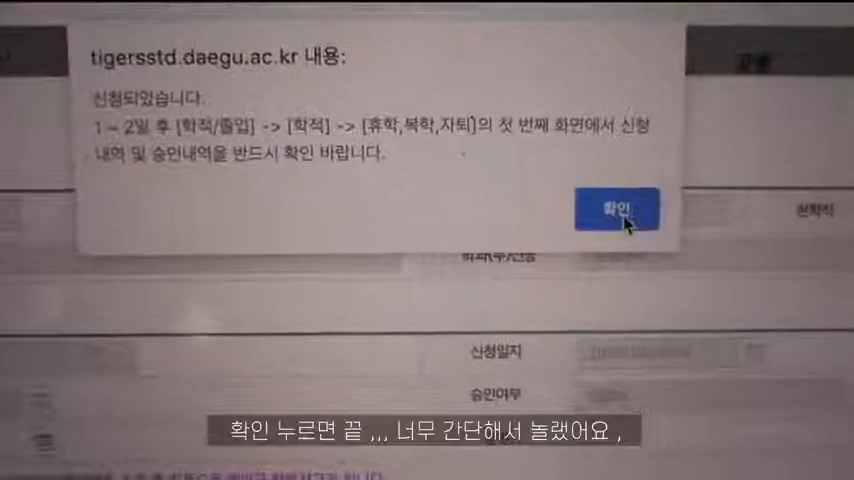 tigersstd.daegu.ac.kr 내용:
신청되었습니다.
1 ~ 2일 후 [학적/졸업] -> [학적] -> [휴학,복학,자퇴]의 첫 번째 화면에서 신청
내역 및 승인내역을 반드시 확인 바랍니다.
확인
신청일자
승인여부
확인 누르면 끝 ,,, 너무 간단해서 놀랬어요 ,